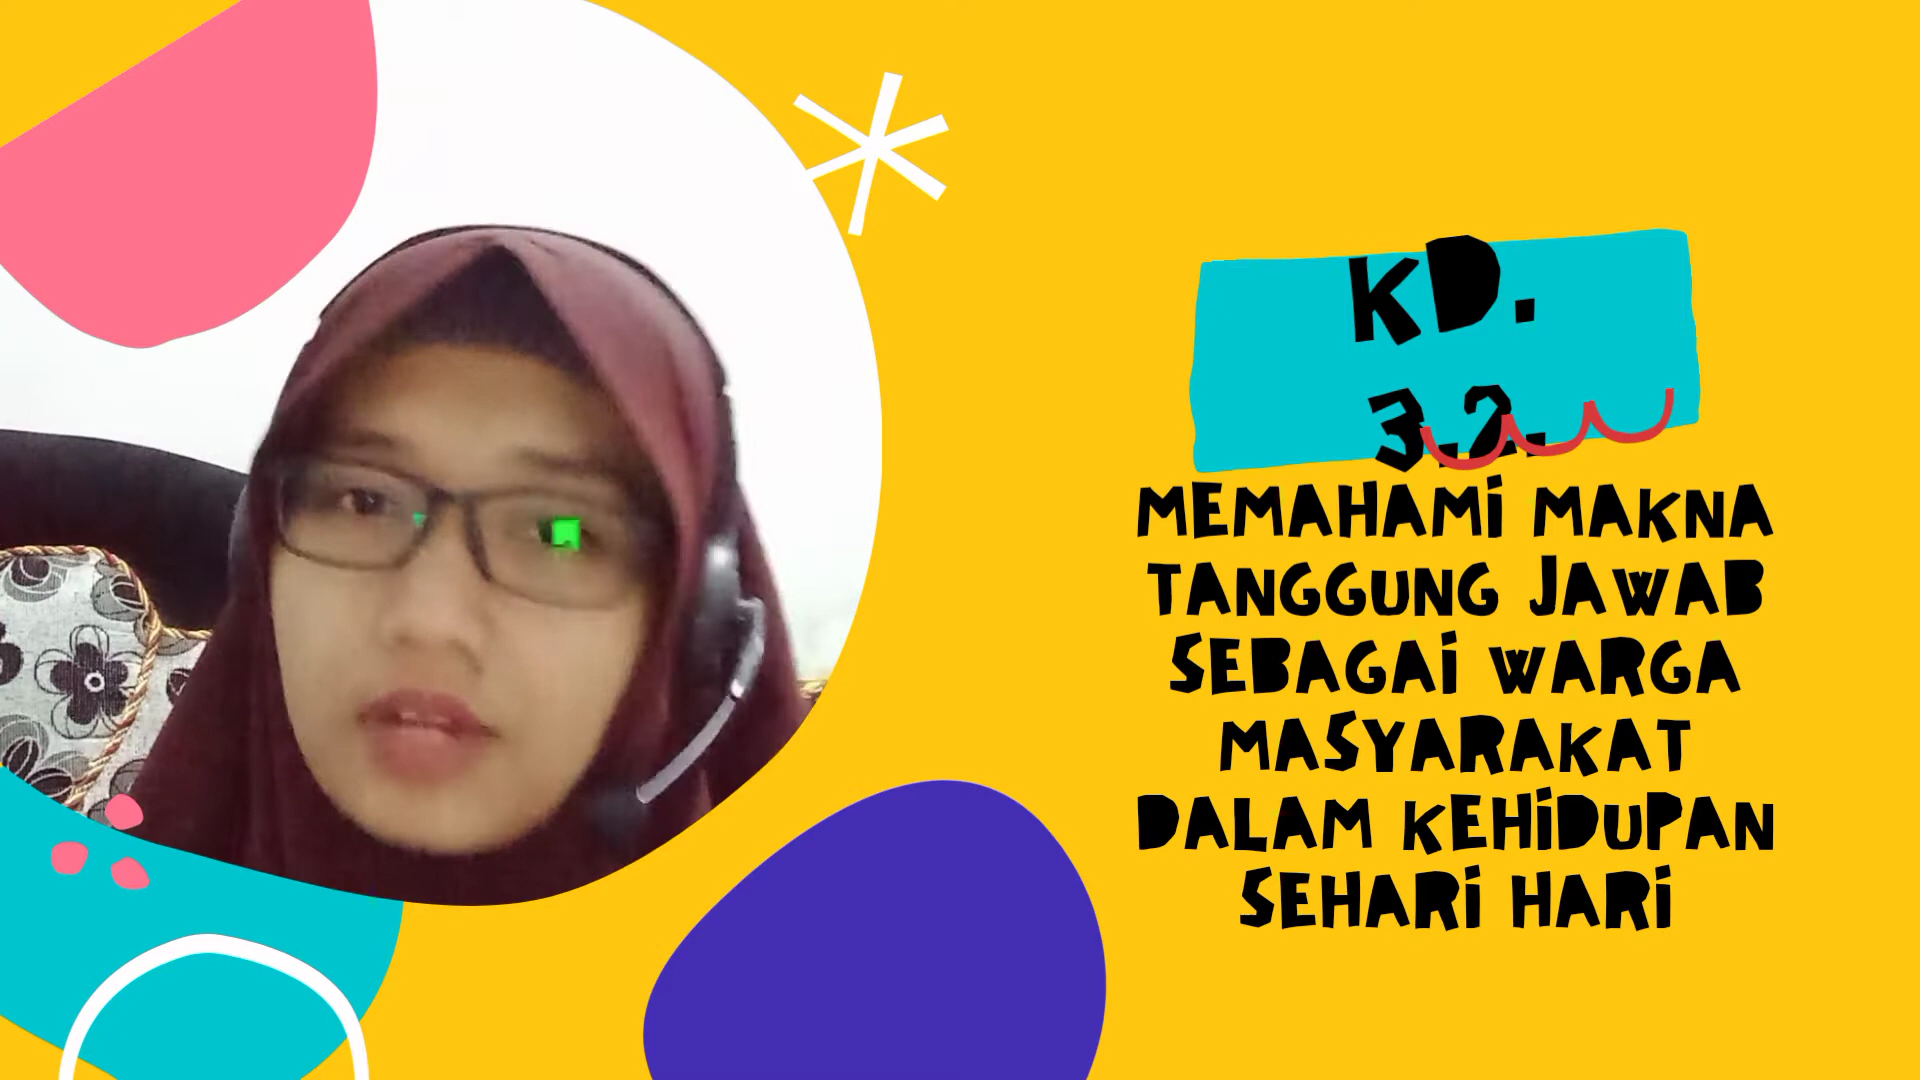 KD.
3.2.
MEMAHAMI MAKNA
TANGGUNG JAWAB
SEBAGAI WARGA
MASYARAKAT
DALAM KEHIDUPAN
SEHARI HARI